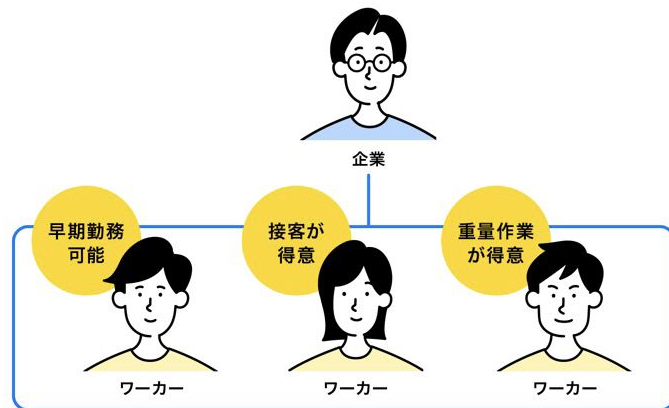 企業
早期勤務
可能
接客が
得意
重量作業
が得意
ワーカー
ワーカー
ワーカー